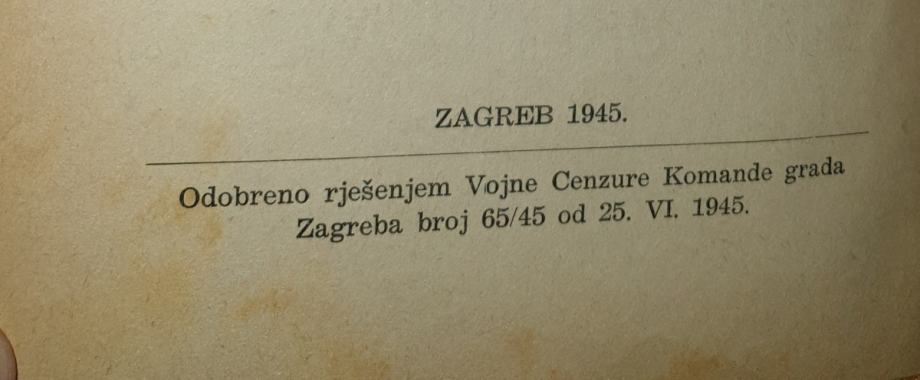 ZAGREB 1945.
Odobreno rješenjem Vojne Cenzure Komande grada
Zagreba broj 65/45 od 25. VI. 1945.